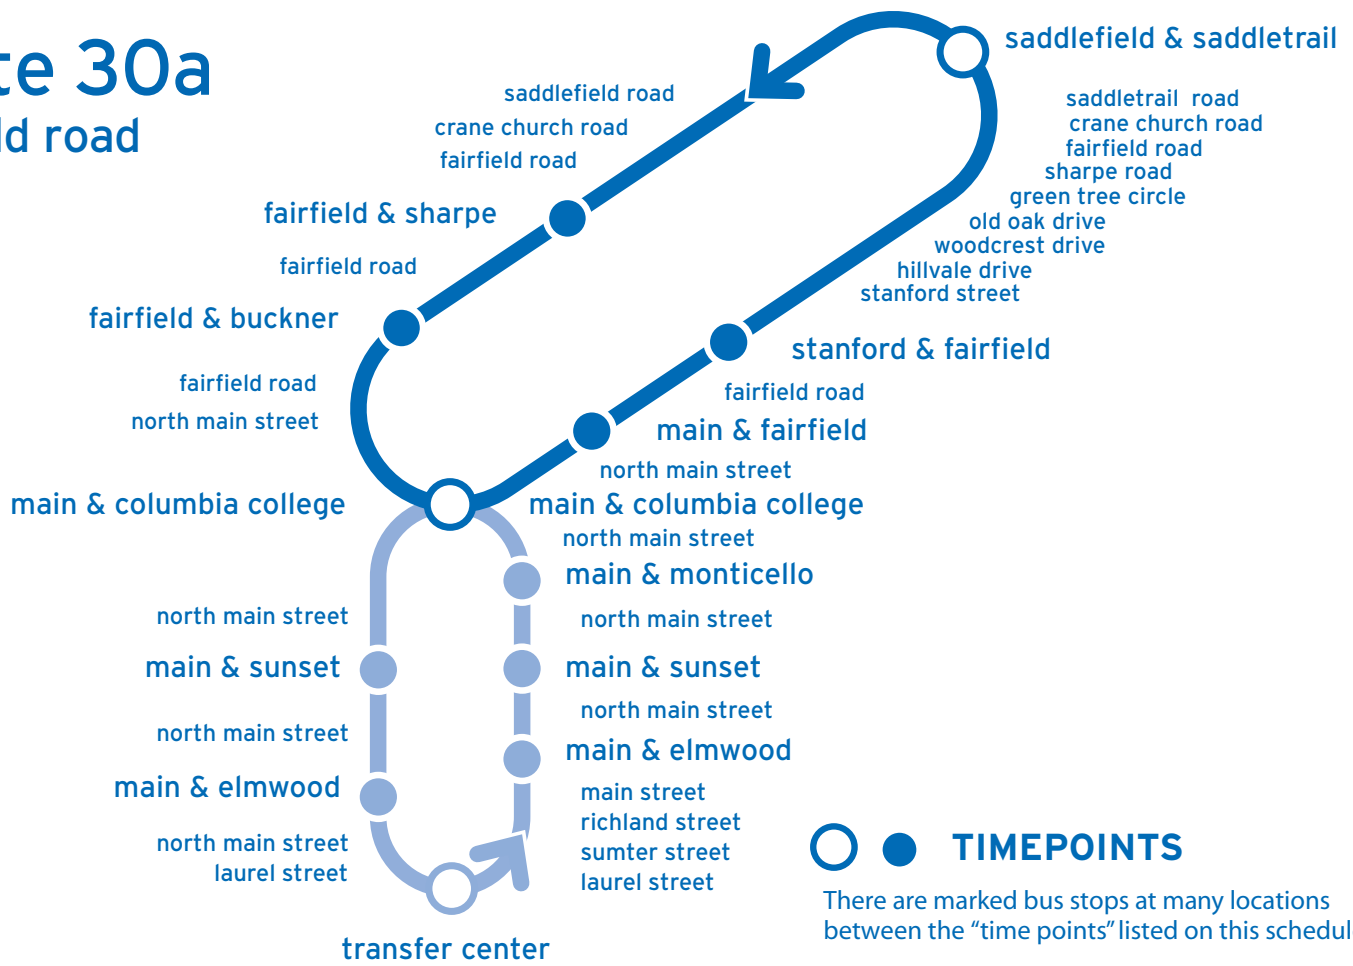 te 30a
ld road
saddlefield & saddletrail
saddlefield road
crane church road
fairfield road
saddletrail road
crane church road
fairfield road
sharpe road
green tree circle
old oak drive
woodcrest drive
hillvale drive
stanford street
fairfield & sharpe
fairfield road
fairfield & buckner
stanford & fairfield
fairfield road
north main street
fairfield road
main & fairfield
north main street
main & columbia college
main & columbia college
north main street
main & monticello
north main street
north main street
main & sunset
main & sunset
north main street
north main street
main & elmwood
main & elmwood
main street
richland street
sumter street
laurel street
north main street
laurel street
transfer center
TIMEPOINTS
There are marked bus stops at many locations
between the “time points” listed on this schedul